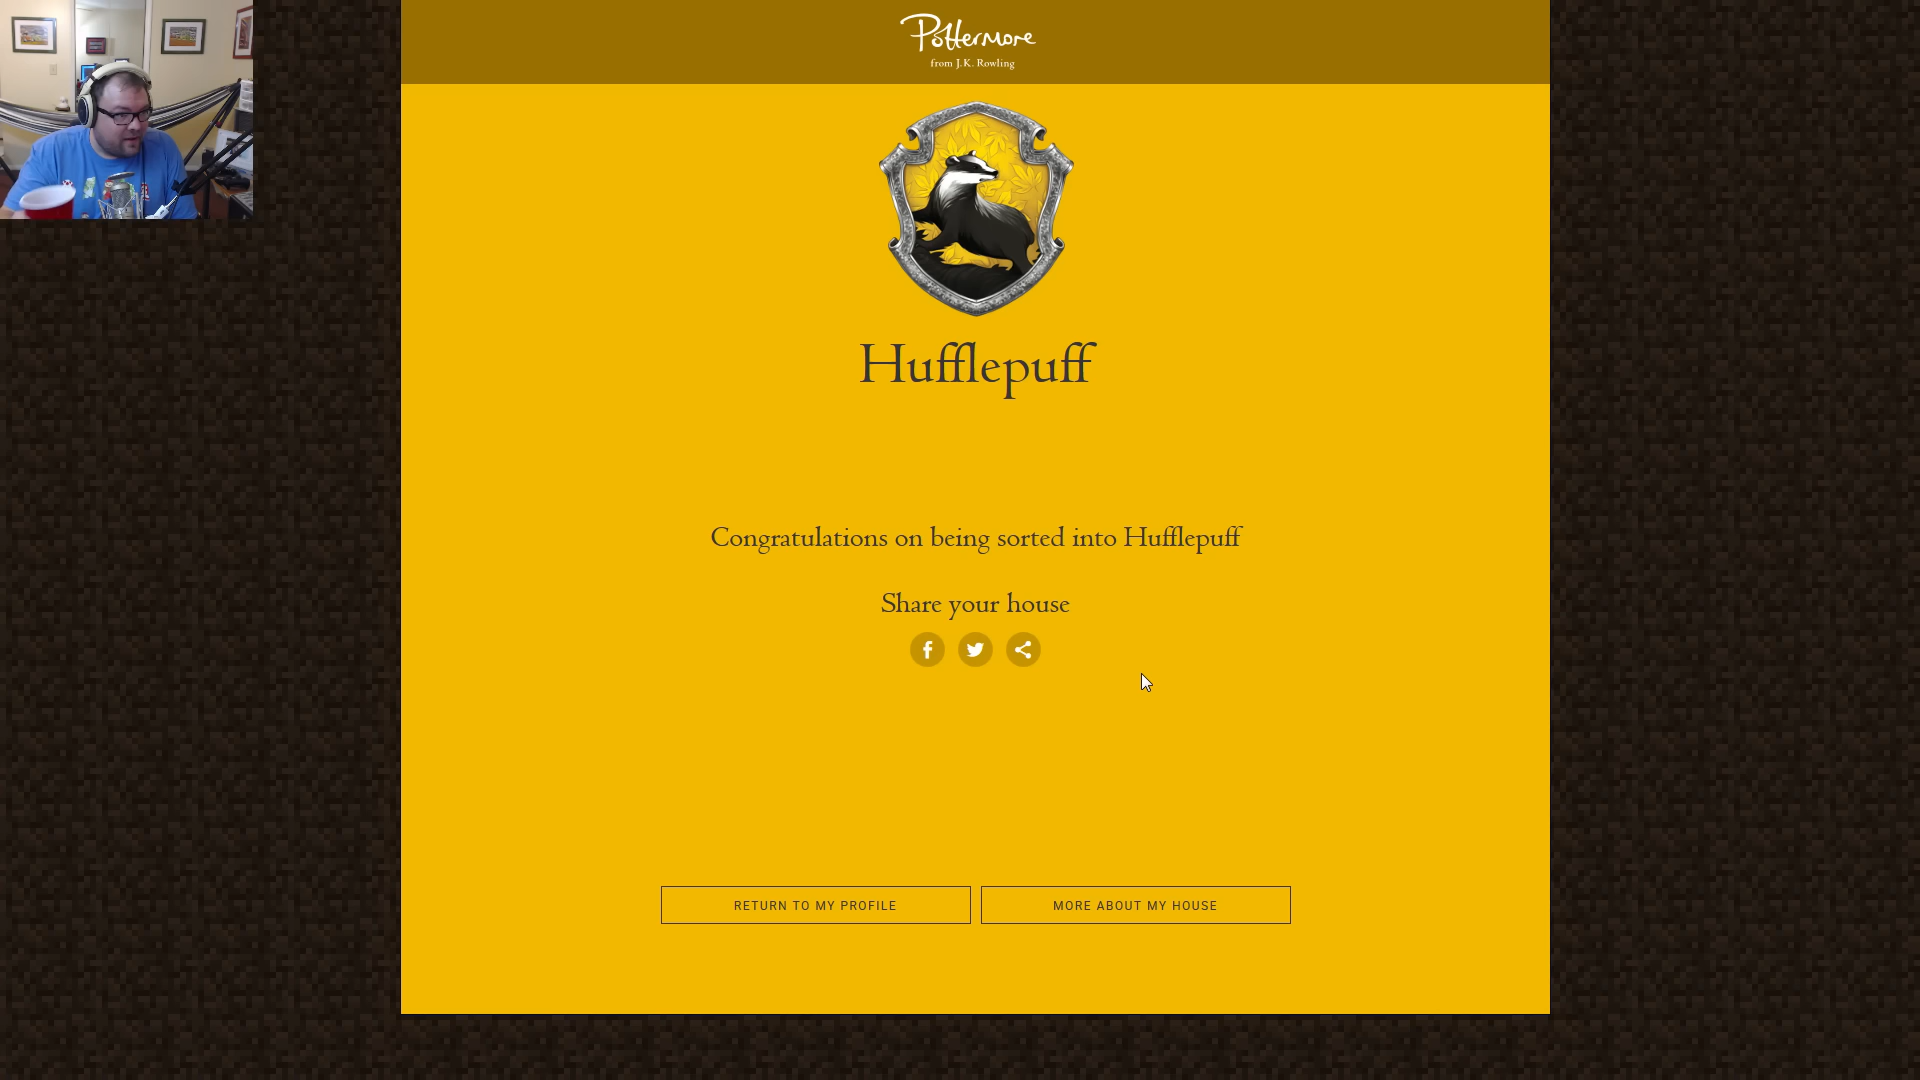 Pottermore
from J.K. Rowling
Hufflepuff
Congratulations on being sorted into Hufflepuff
Share your house
RETURN TO MY PROFILE
MORE ABOUT MY HOUSE